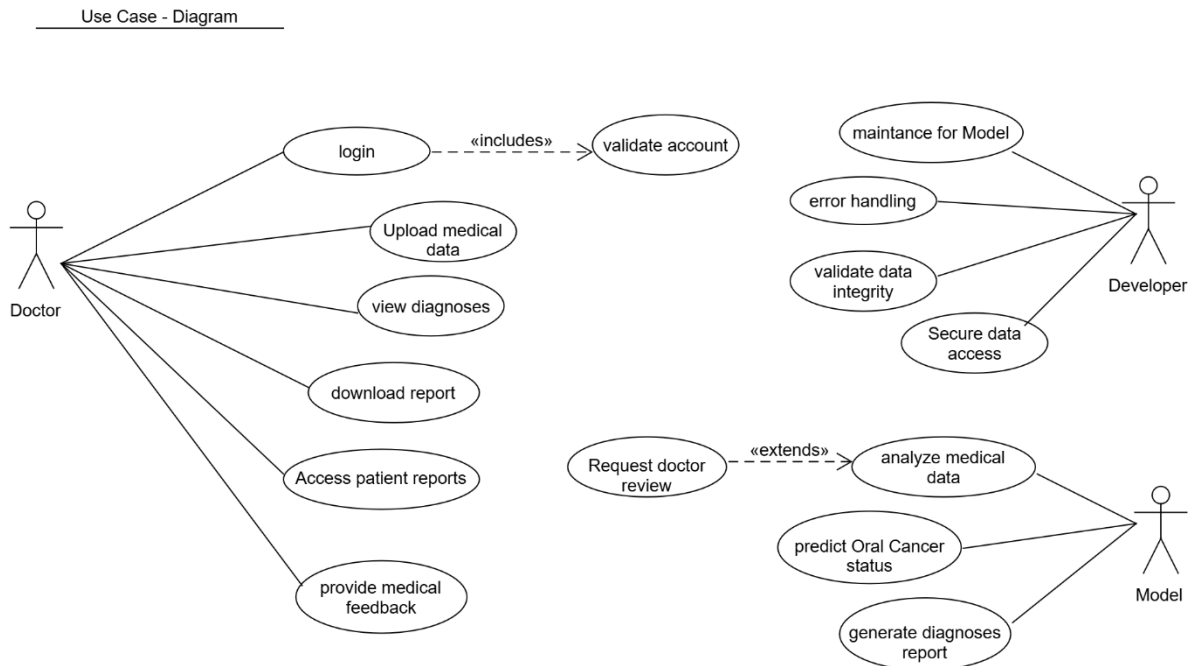 Use Case - Diagram
login
«includes»
validate account
maintance for Model
error handling
Upload medical
data
validate data
integrity
Doctor
Developer
view diagnoses
Secure data
access
download report
Access patient reports
Request doctor
review
«extends»
analyze medical
data
predict Oral Cancer
status
provide medical
feedback
Model
generate diagnoses
report